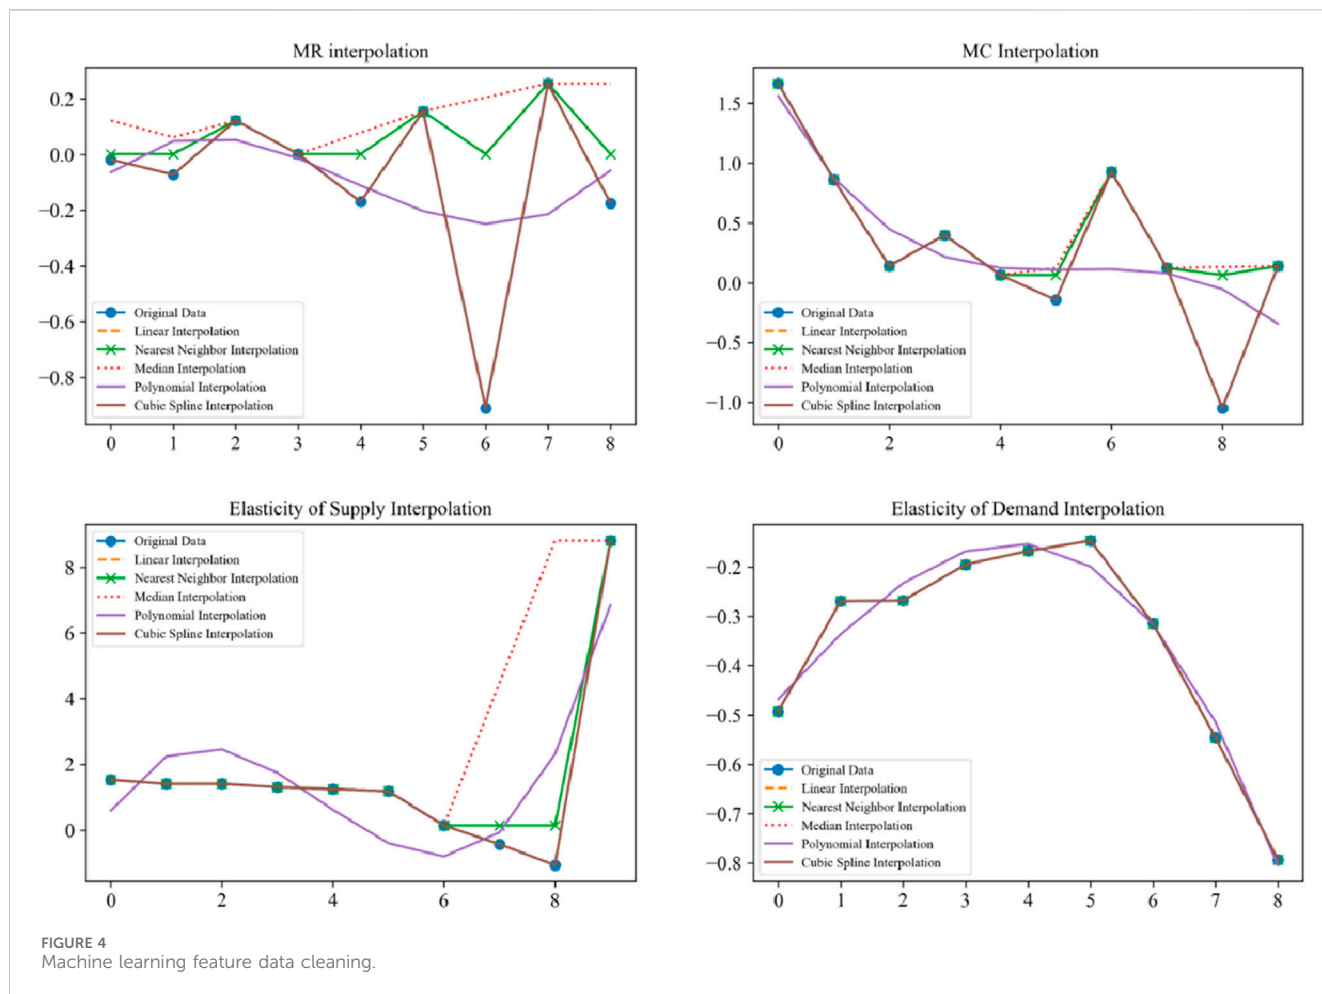 MR interpolation
0.2
0.0
−0.2
−0.4
−0.6
−0.8
Original Data
Linear Interpolation
Nearest Neighbor Interpolation
Median Interpolation
Polynomial Interpolation
Cubic Spline Interpolation
0 1 2 3 4 5 6 7 8
MC Interpolation
1.5
1.0
0.5
0.0
−0.5
−1.0
Original Data
Linear Interpolation
Nearest Neighbor Interpolation
Median Interpolation
Polynomial Interpolation
Cubic Spline Interpolation
0 2 4 6 8
Elasticity of Supply Interpolation
8
6
4
2
0
Original Data
Linear Interpolation
Nearest Neighbor Interpolation
Median Interpolation
Polynomial Interpolation
Cubic Spline Interpolation
0 2 4 6 8
Elasticity of Demand Interpolation
−0.2
−0.3
−0.4
−0.5
−0.6
−0.7
−0.8
Original Data
Linear Interpolation
Nearest Neighbor Interpolation
Median Interpolation
Polynomial Interpolation
Cubic Spline Interpolation
0 1 2 3 4 5 6 7 8
FIGURE 4
Machine learning feature data cleaning.